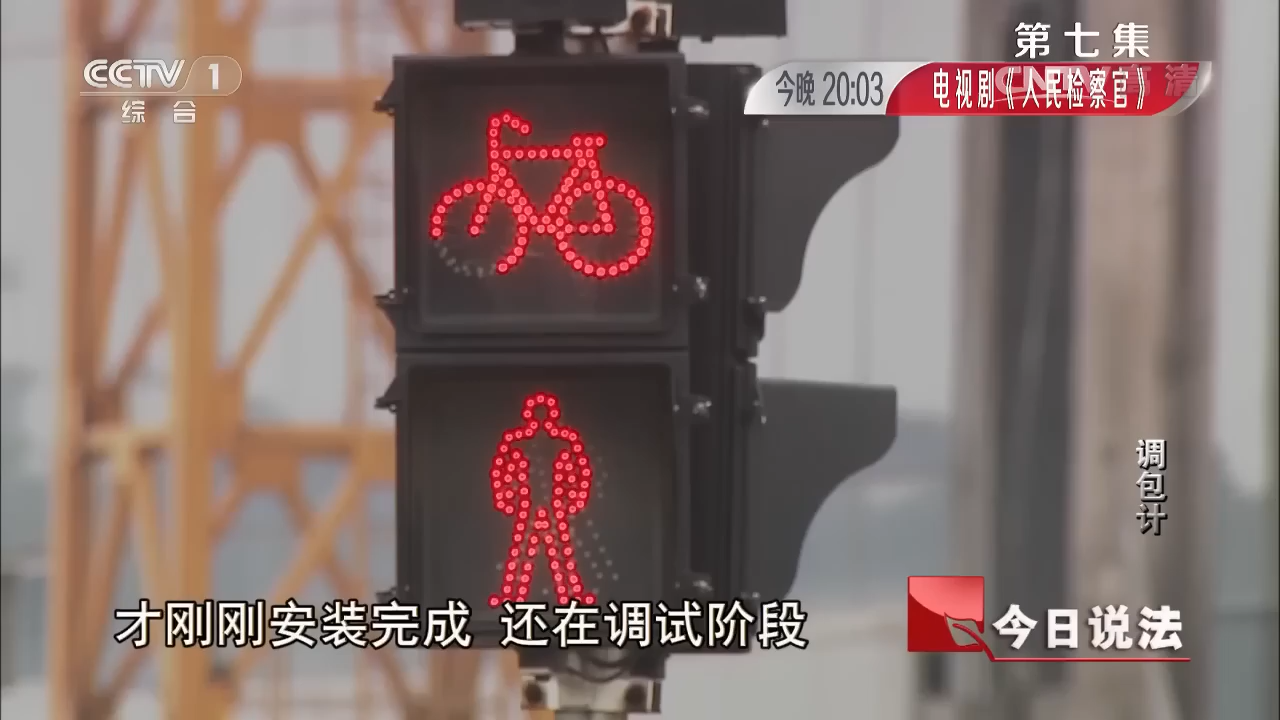 CCTV 1
综合
第七集
今晚 20:03
电视剧《人民检察官》
高清
调包计
才刚刚安装完成 还在调试阶段
今日说法